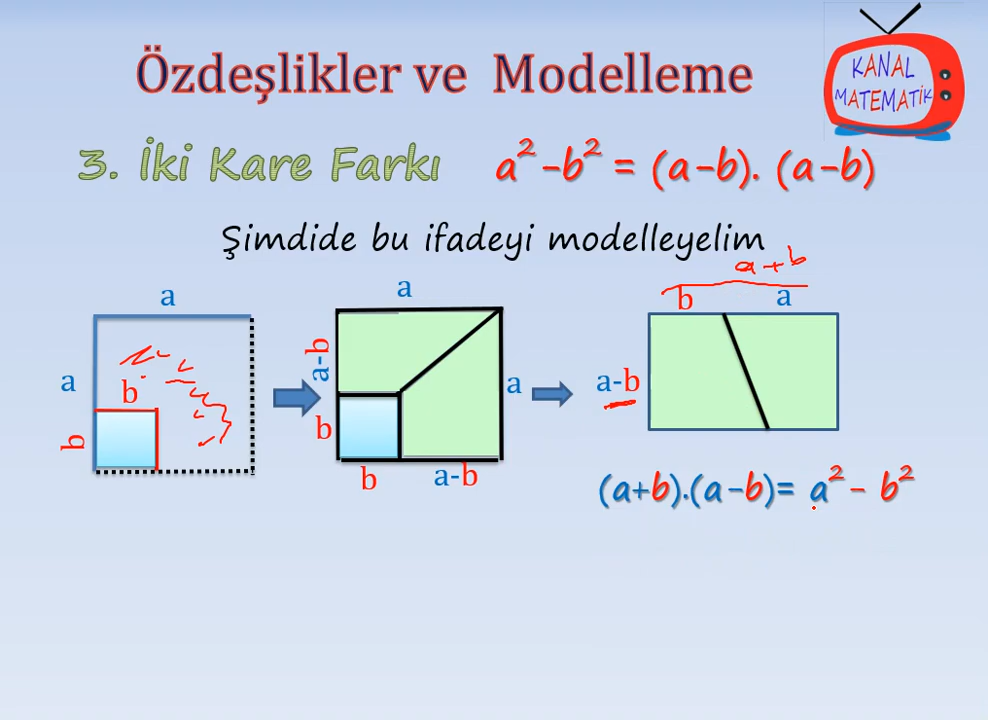 Özdeşlikler ve Modelleme
KANAL
MATEMATİK
3. İki Kare Farkı a² -b² = (a-b). (a-b)
Şimdide bu ifadeyi modelleyelim
a+b
a
a
b a
a
b
b
a-b
b
b
a-b
a
a-b
(a+b).(a-b)= a² - b²